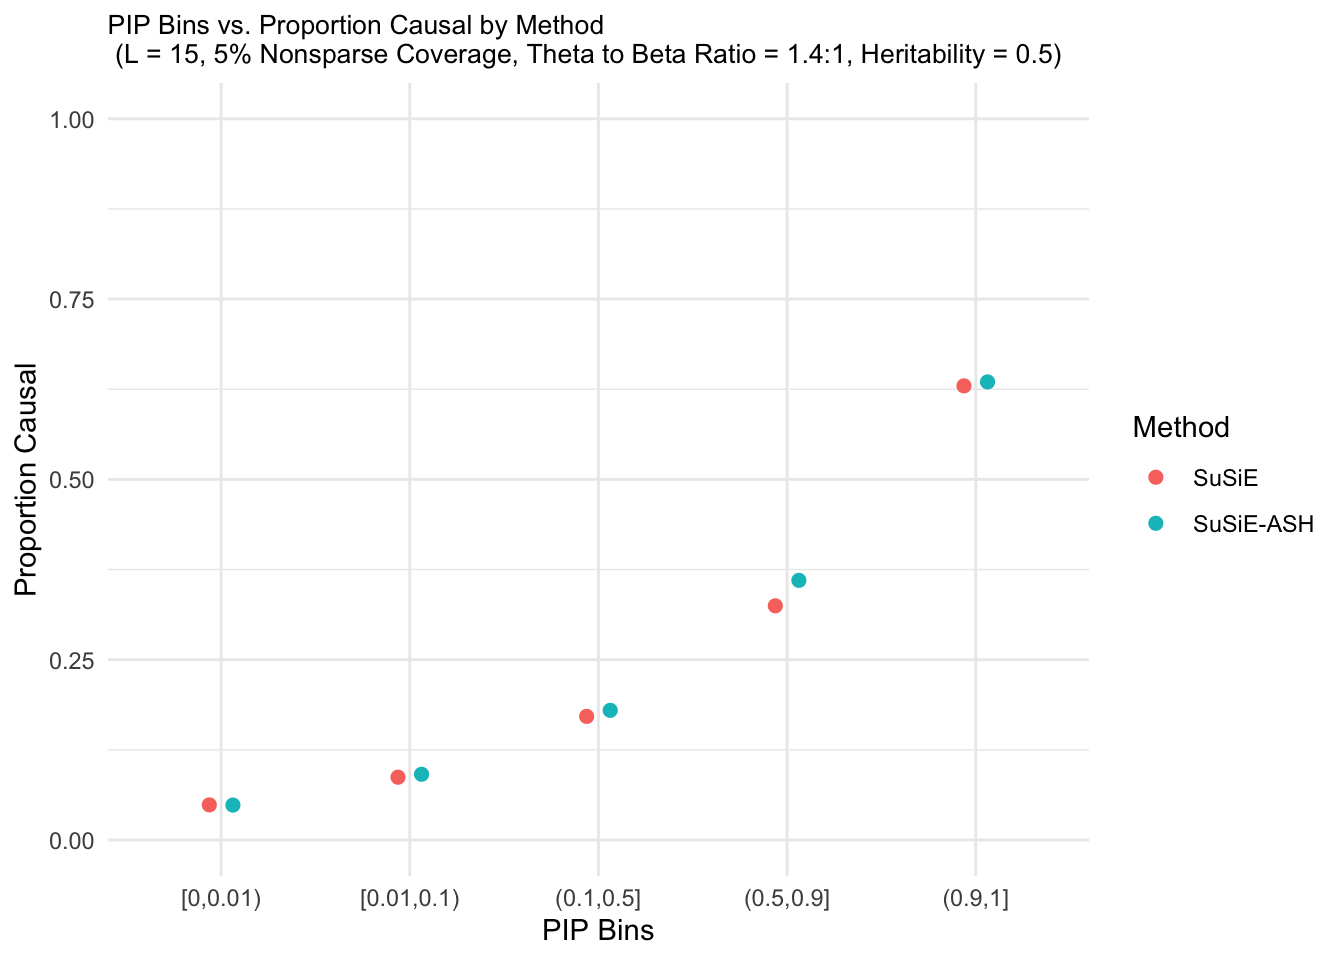 PIP Bins vs. Proportion Causal by Method
(L = 15, 5% Nonsparse Coverage, Theta to Beta Ratio = 1.4:1, Heritability = 0.5)
Proportion Causal
1.00
0.75
0.50
0.25
0.00
[0,0.01)
[0.01,0.1)
(0.1,0.5]
(0.5,0.9]
(0.9,1]
PIP Bins
Method
SuSiE
SuSiE-ASH